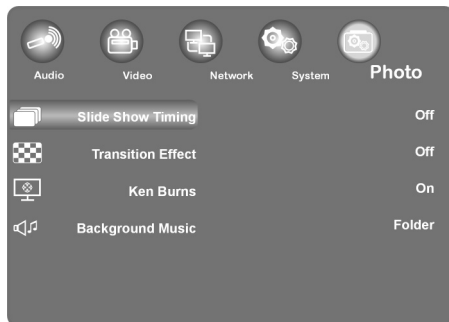 Audio Video Network System Photo
Slide Show Timing Off
Transition Effect Off
Ken Burns On
Background Music Folder